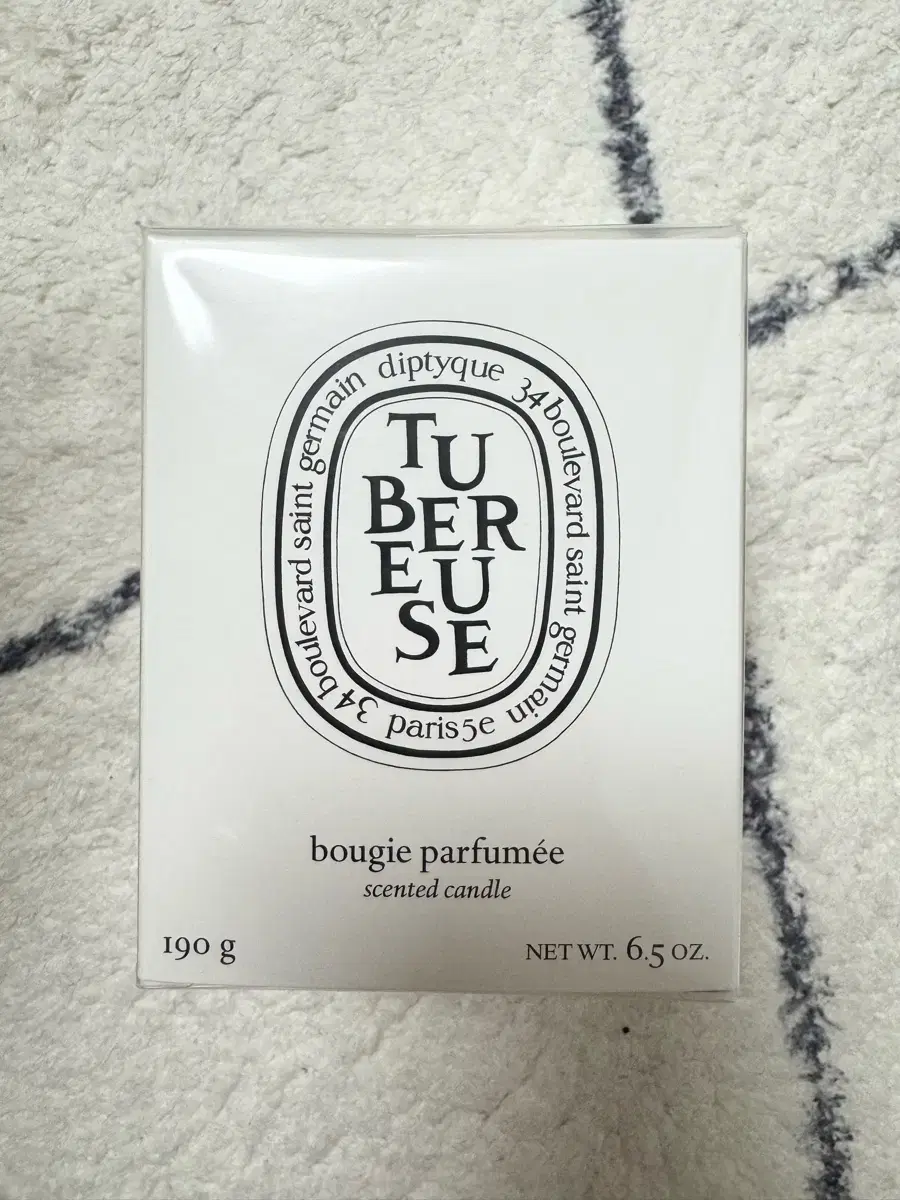 diptyque
34 boulevard saint germain
paris 5e
34 boulevard saint germain
TU
BER
EU
SE
bougie parfumée
scented candle
190 g
NET WT. 6.5 OZ.